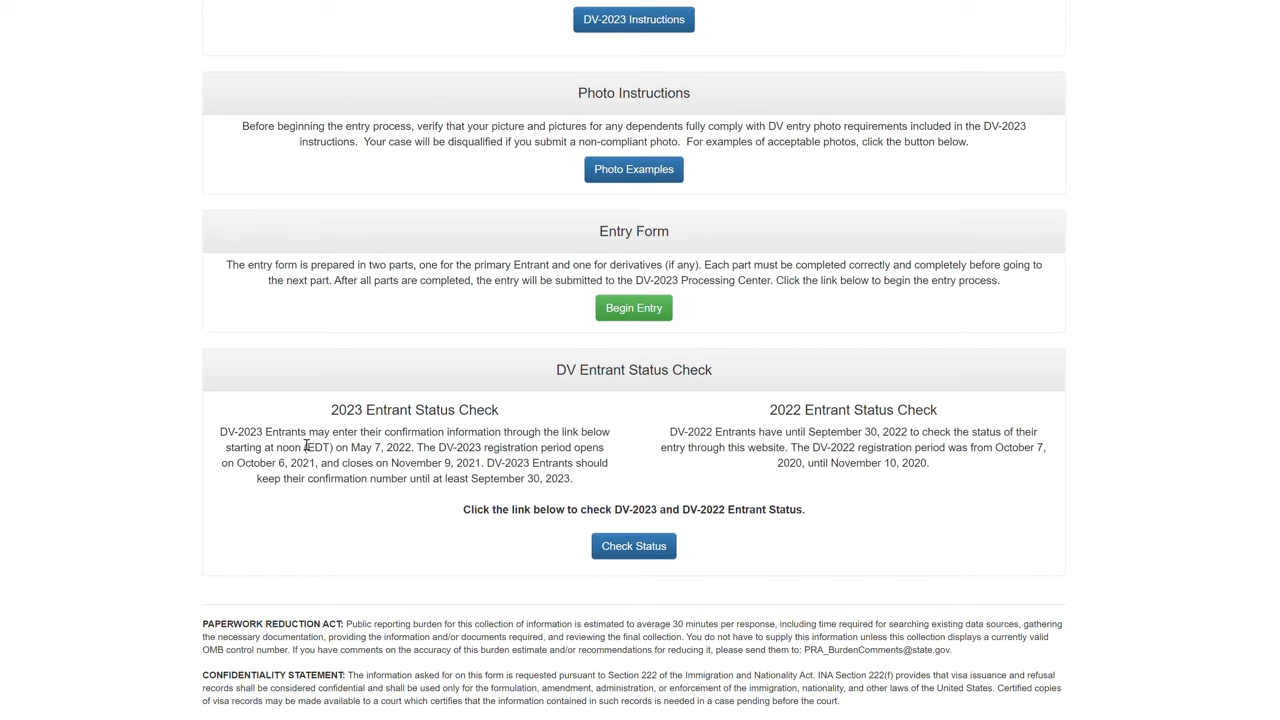 DV-2023 Instructions
Photo Instructions
Before beginning the entry process, verify that your picture and pictures for any dependents fully comply with DV entry photo requirements included in the DV-2023
instructions.  Your case will be disqualified if you submit a non-compliant photo.  For examples of acceptable photos, click the button below.
Photo Examples
Entry Form
The entry form is prepared in two parts, one for the primary Entrant and one for derivatives (if any). Each part must be completed correctly and completely before going to
the next part. After all parts are completed, the entry will be submitted to the DV-2023 Processing Center. Click the link below to begin the entry process.
Begin Entry
DV Entrant Status Check
2023 Entrant Status Check
DV-2023 Entrants may enter their confirmation information through the link below
starting at noon (EDT) on May 7, 2022. The DV-2023 registration period opens
on October 6, 2021, and closes on November 9, 2021. DV-2023 Entrants should
keep their confirmation number until at least September 30, 2023.
2022 Entrant Status Check
DV-2022 Entrants have until September 30, 2022 to check the status of their
entry through this website. The DV-2022 registration period was from October 7,
2020, until November 10, 2020.
Click the link below to check DV-2023 and DV-2022 Entrant Status.
Check Status
PAPERWORK REDUCTION ACT: Public reporting burden for this collection of information is estimated to average 30 minutes per response, including time required for searching existing data sources, gathering
the necessary documentation, providing the information and/or documents required, and reviewing the final collection. You do not have to supply this information unless this collection displays a currently valid
OMB control number. If you have comments on the accuracy of this burden estimate and/or recommendations for reducing it, please send them to: PRA_BurdenComments@state.gov.
CONFIDENTIALITY STATEMENT: The information asked for on this form is requested pursuant to Section 222 of the Immigration and Nationality Act. INA Section 222(f) provides that visa issuance and refusal
records shall be considered confidential and shall be used only for the formulation, amendment, administration, or enforcement of the immigration, nationality, and other laws of the United States. Certified copies
of visa records may be made available to a court which certifies that the information contained in such records is needed in a case pending before the court.